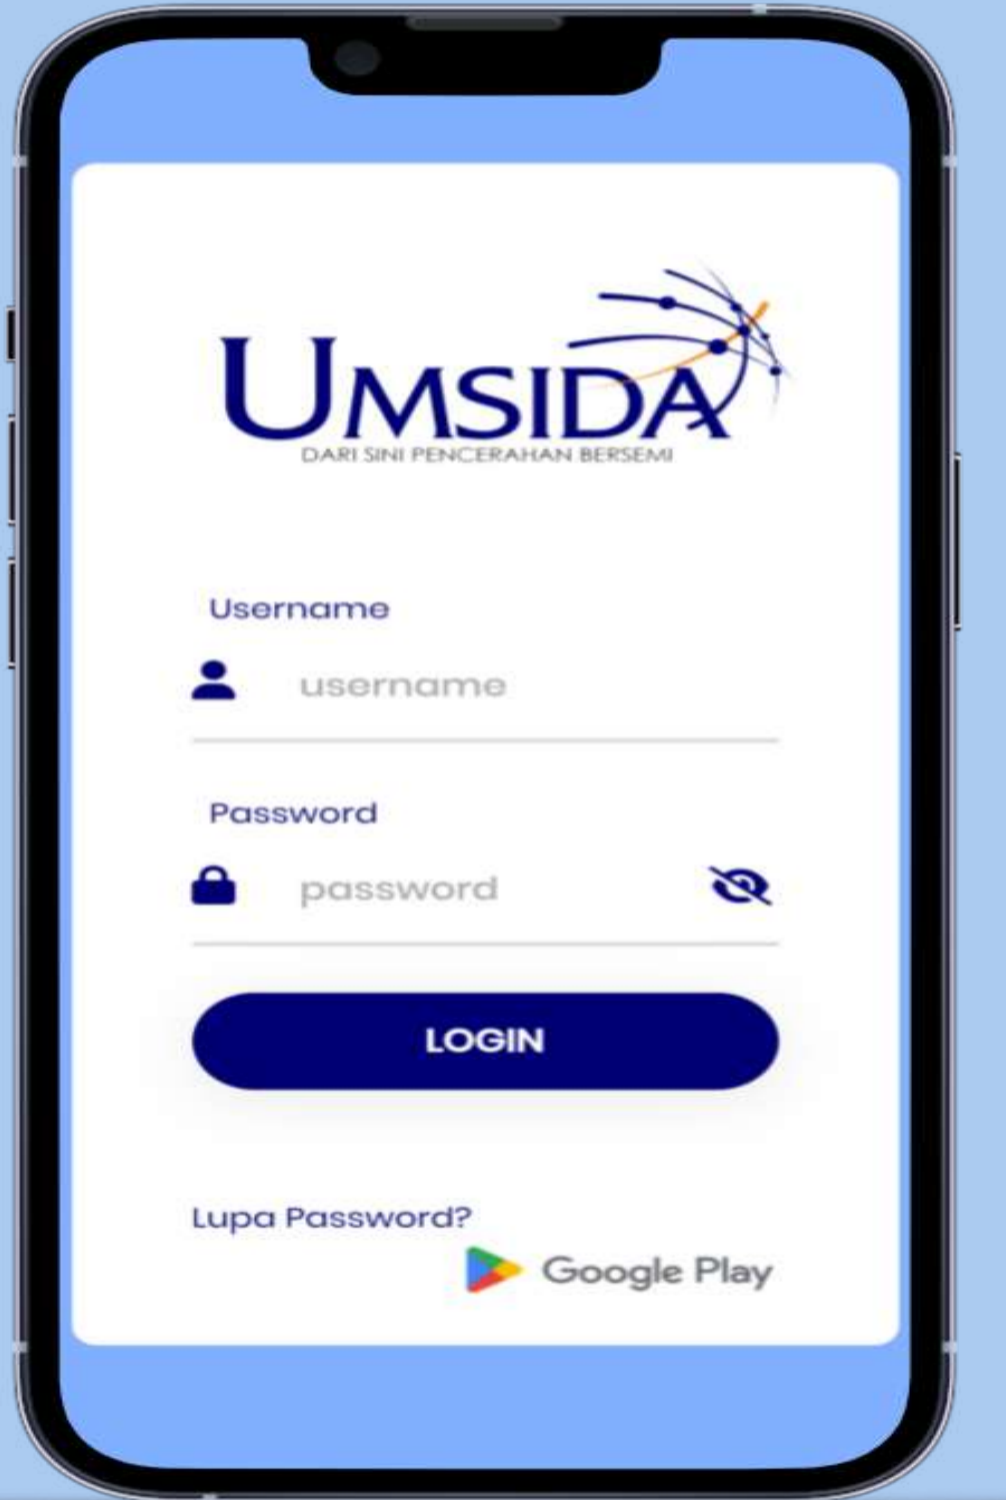 UMSIDA
DARI SINI PENCERAHAN BERSEMI
Username
username
Password
password
LOGIN
Lupa Password?
Google Play